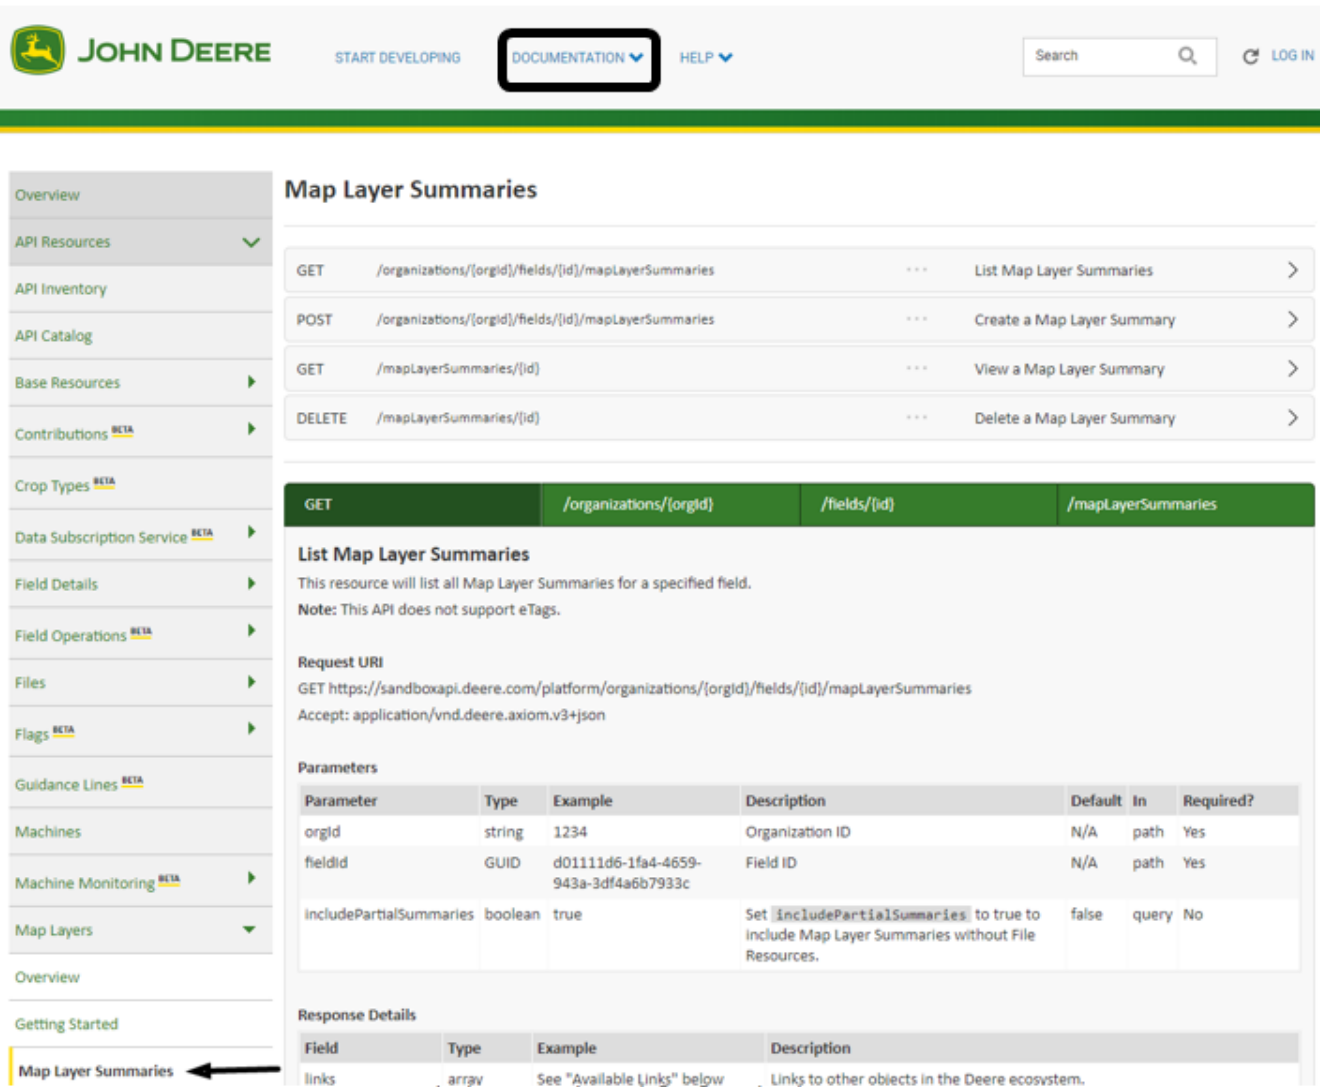 JOHN DEERE
START DEVELOPING
DOCUMENTATION
HELP
Search
LOG IN
Overview
API Resources
API Inventory
API Catalog
Base Resources
Contributions BETA
Crop Types BETA
Data Subscription Service BETA
Field Details
Field Operations BETA
Files
Flags BETA
Guidance Lines BETA
Machines
Machine Monitoring BETA
Map Layers
Overview
Getting Started
Map Layer Summaries
Map Layer Summaries
GET /organizations/{orgId}/fields/{id}/mapLayerSummaries ... List Map Layer Summaries
POST /organizations/{orgId}/fields/{id}/mapLayerSummaries ... Create a Map Layer Summary
GET /mapLayerSummaries/{id} ... View a Map Layer Summary
DELETE /mapLayerSummaries/{id} ... Delete a Map Layer Summary
GET /organizations/{orgId} /fields/{id} /mapLayerSummaries
List Map Layer Summaries
This resource will list all Map Layer Summaries for a specified field.
Note: This API does not support eTags.
Request URI
GET https://sandboxapi.deere.com/platform/organizations/{orgId}/fields/{id}/mapLayerSummaries
Accept: application/vnd.deere.axiom.v3+json
Parameters
Parameter Type Example Description Default In Required?
orgId string 1234 Organization ID N/A path Yes
fieldId GUID d01111d6-1fa4-4659- Field ID N/A path Yes
943a-3df4a6b7933c
includePartialSummaries boolean true Set includePartialSummaries to true to false query No
include Map Layer Summaries without File
Resources.
Response Details
Field Type Example Description
links array See "Available Links" below Links to other objects in the Deere ecosystem.